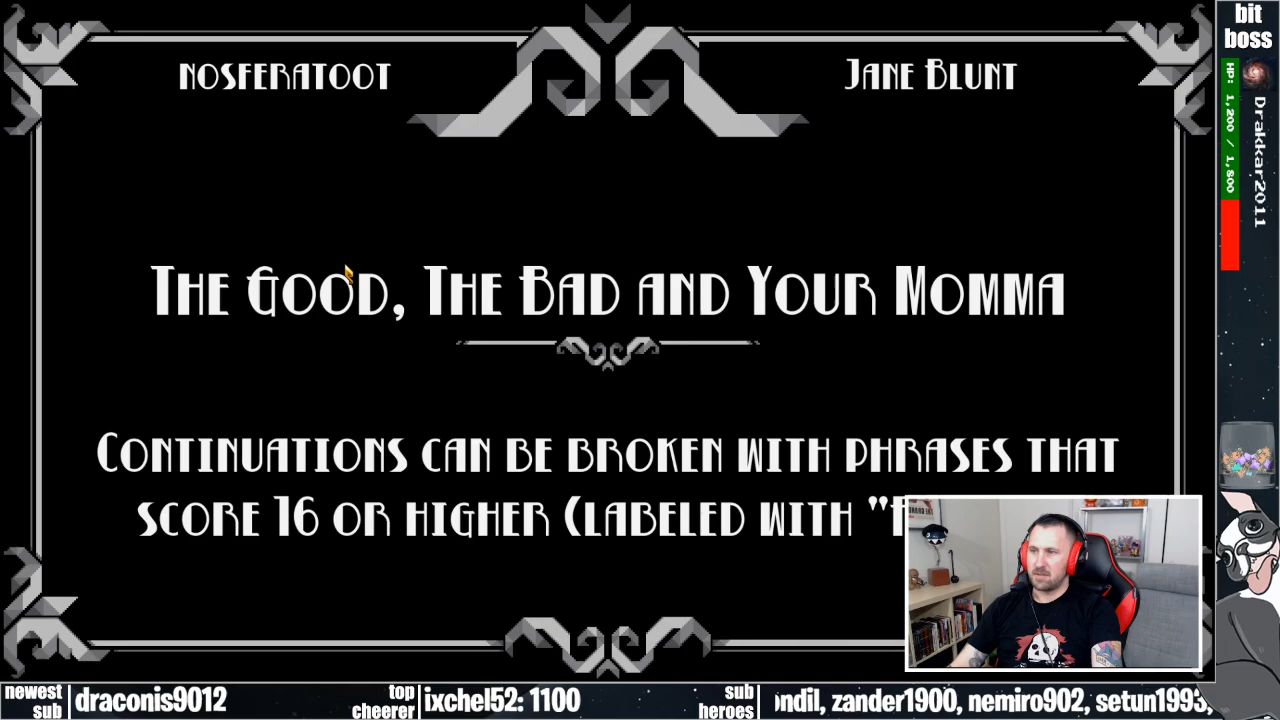 bit
boss
NOSFERATOOT
JANE BLUNT
THE GOOD, THE BAD AND YOUR MOMMA
CONTINUATIONS CAN BE BROKEN WITH PHRASES THAT
SCORE 16 OR HIGHER (LABELED WITH "
HP: 1,200 / 1,800
Drakkar2011
newest
sub
draconis9012
top
cheerer
ixchel52: 1100
sub
heroes
ondil, zander1900, nemiro902, setun1993,